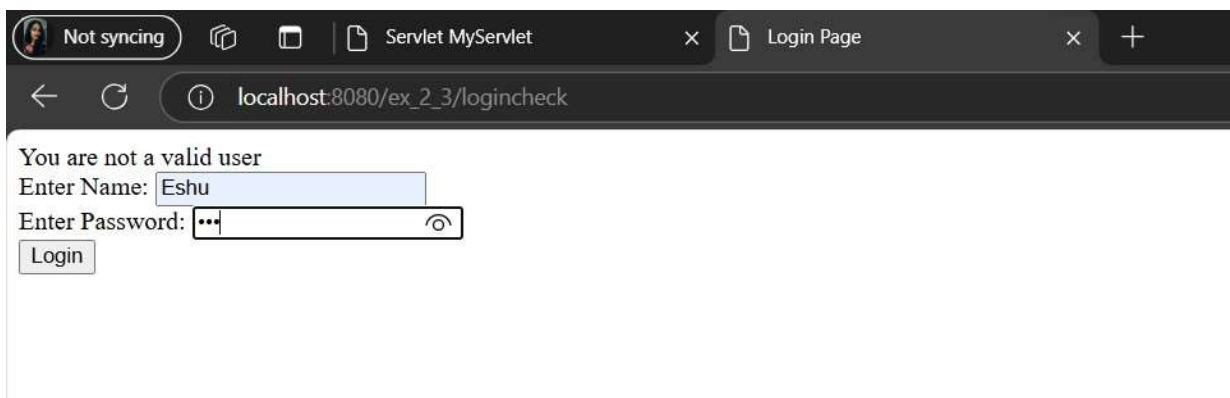 Not syncing
Servlet MyServlet
Login Page
localhost:8080/ex_2_3/logincheck
You are not a valid user
Enter Name: Eshu
Enter Password: •••
Login